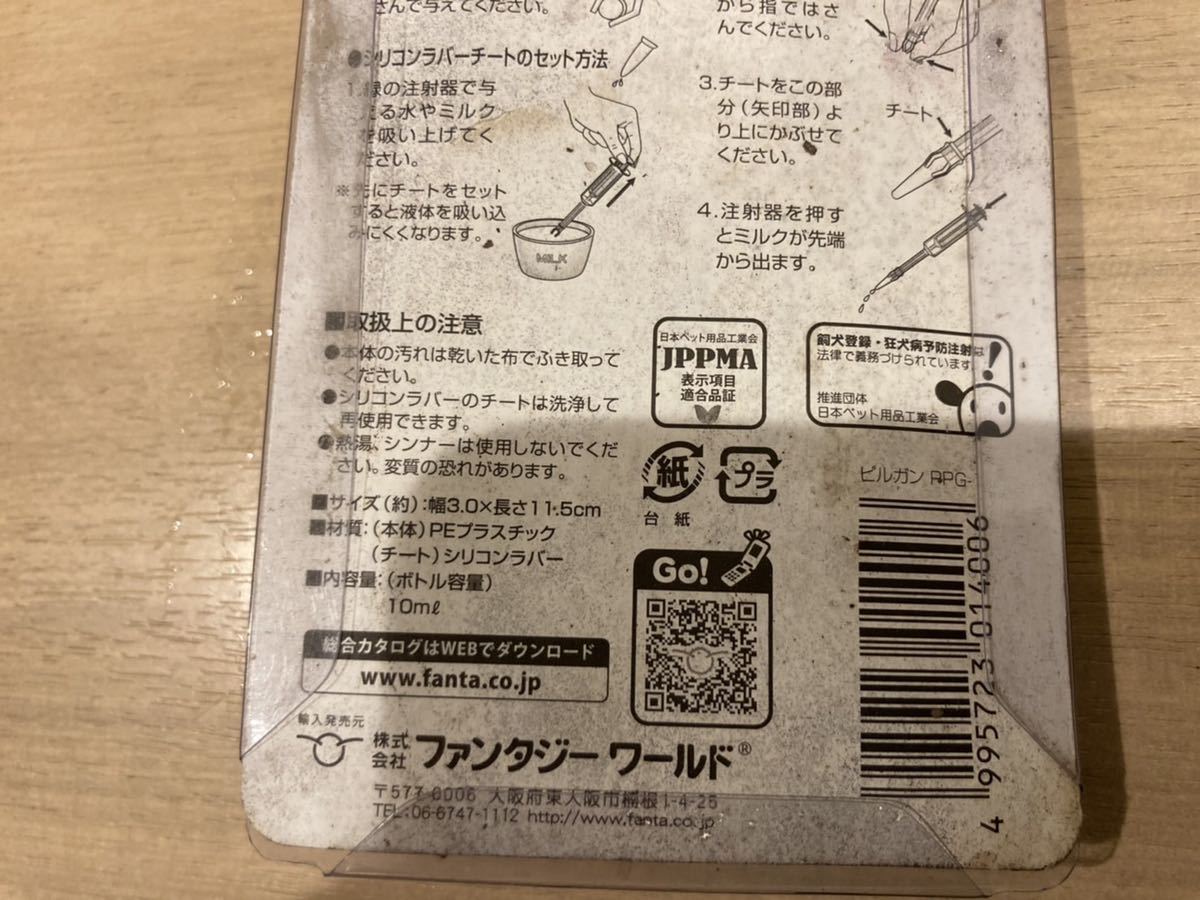 さんで与えてください。
から指ではさ
んでください。
●シリコンラバーチートのセット方法
1.緑の注射器で与
える水やミルク
を吸い上げてく
ださい。
※先にチートをセット
すると液体を吸い込
みにくくなります。
MILK
3.チートをこの部
分(矢印部)よ
り上にかぶせて
ください。
チート
4.注射器を押す
とミルクが先端
から出ます。
■取扱上の注意
●本体の汚れは乾いた布でふき取って
ください。
●シリコンラバーのチートは洗浄して
再使用できます。
●熱湯、シンナーは使用しないでくだ
さい。変質の恐れがあります。
■サイズ(約):幅3.0×長さ11.5cm
■材質:(本体)PEプラスチック
(チート)シリコンラバー
■内容量:(ボトル容量)
10mℓ
総合カタログはWEBでダウンロード
www.fanta.co.jp
輸入発売元
株式会社 ファンタジー ワールド®
〒577-0006 大阪府東大阪市楠根1-4-25
TEL:06-6747-1112 http://www.fanta.co.jp
日本ペット用品工業会
JPPMA
表示項目
適合品証
飼犬登録・狂犬病予防注射は
法律で義務づけられています
!
推進団体
日本ペット用品工業会
紙
プラ
台紙
Go!
ピルガン PPG-
4 995723 014006